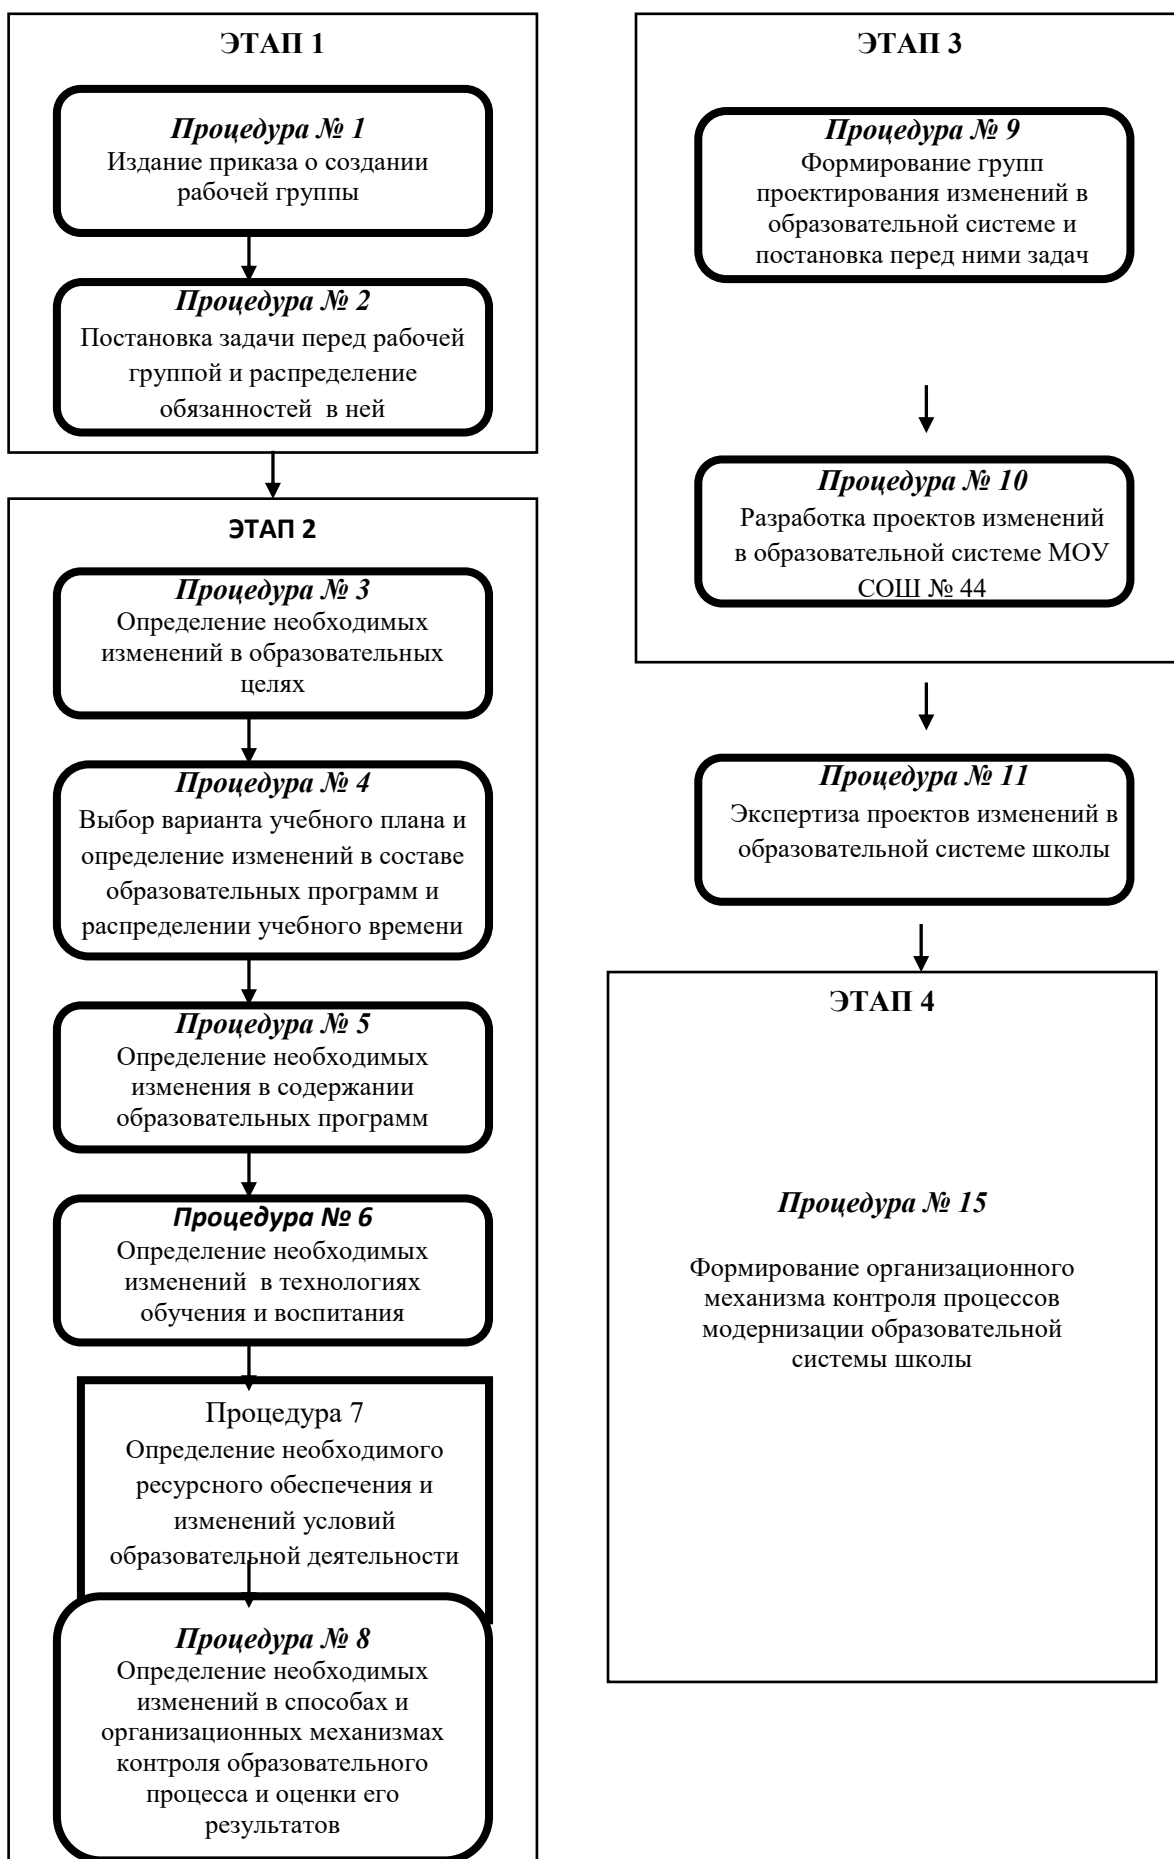 ЭТАП 1
Процедура № 1
Издание приказа о создании
рабочей группы
Процедура № 2
Постановка задачи перед рабочей
группой и распределение
обязанностей в ней
ЭТАП 2
Процедура № 3
Определение необходимых
изменений в образовательных
целях
Процедура № 4
Выбор варианта учебного плана и
определение изменений в составе
образовательных программ и
распределении учебного времени
Процедура № 5
Определение необходимых
изменения в содержании
образовательных программ
Процедура № 6
Определение необходимых
изменений в технологиях
обучения и воспитания
Процедура 7
Определение необходимого
ресурсного обеспечения и
изменений условий
образовательной деятельности
Процедура № 8
Определение необходимых
изменений в способах и
организационных механизмах
контроля образовательного
процесса и оценки его
результатов
ЭТАП 3
Процедура № 9
Формирование групп
проектирования изменений в
образовательной системе и
постановка перед ними задач
Процедура № 10
Разработка проектов изменений
в образовательной системе МОУ
СОШ № 44
Процедура № 11
Экспертиза проектов изменений в
образовательной системе школы
ЭТАП 4
Процедура № 15
Формирование организационного
механизма контроля процессов
модернизации образовательной
системы школы